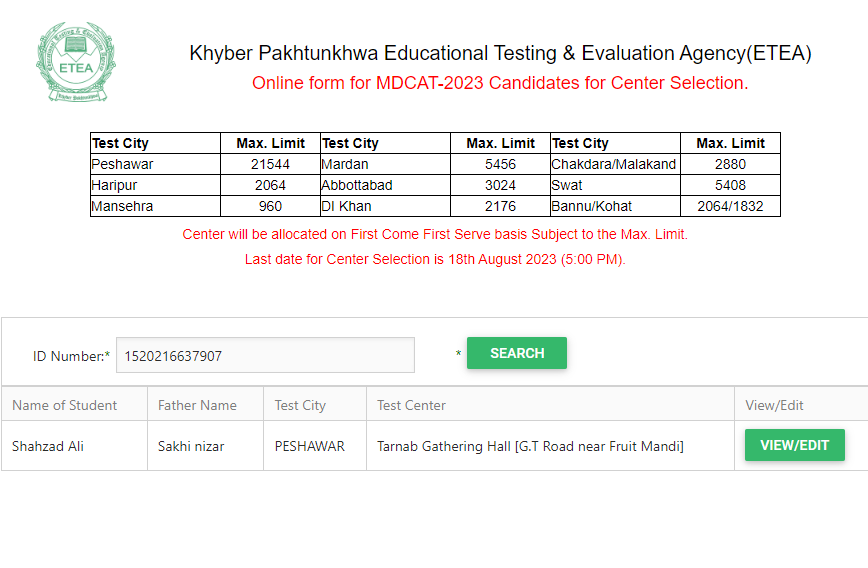 ETEA
Khyber Pakhtunkhwa Educational Testing & Evaluation Agency(ETEA)
Online form for MDCAT-2023 Candidates for Center Selection.
Test City Max. Limit Test City Max. Limit Test City Max. Limit
Peshawar 21544 Mardan 5456 Chakdara/Malakand 2880
Haripur 2064 Abbottabad 3024 Swat 5408
Mansehra 960 DI Khan 2176 Bannu/Kohat 2064/1832
Center will be allocated on First Come First Serve basis Subject to the Max. Limit.
Last date for Center Selection is 18th August 2023 (5:00 PM).
ID Number:* 1520216637907 * SEARCH
Name of Student Father Name Test City Test Center View/Edit
Shahzad Ali Sakhi nizar PESHAWAR Tarnab Gathering Hall [G.T Road near Fruit Mandi] VIEW/EDIT